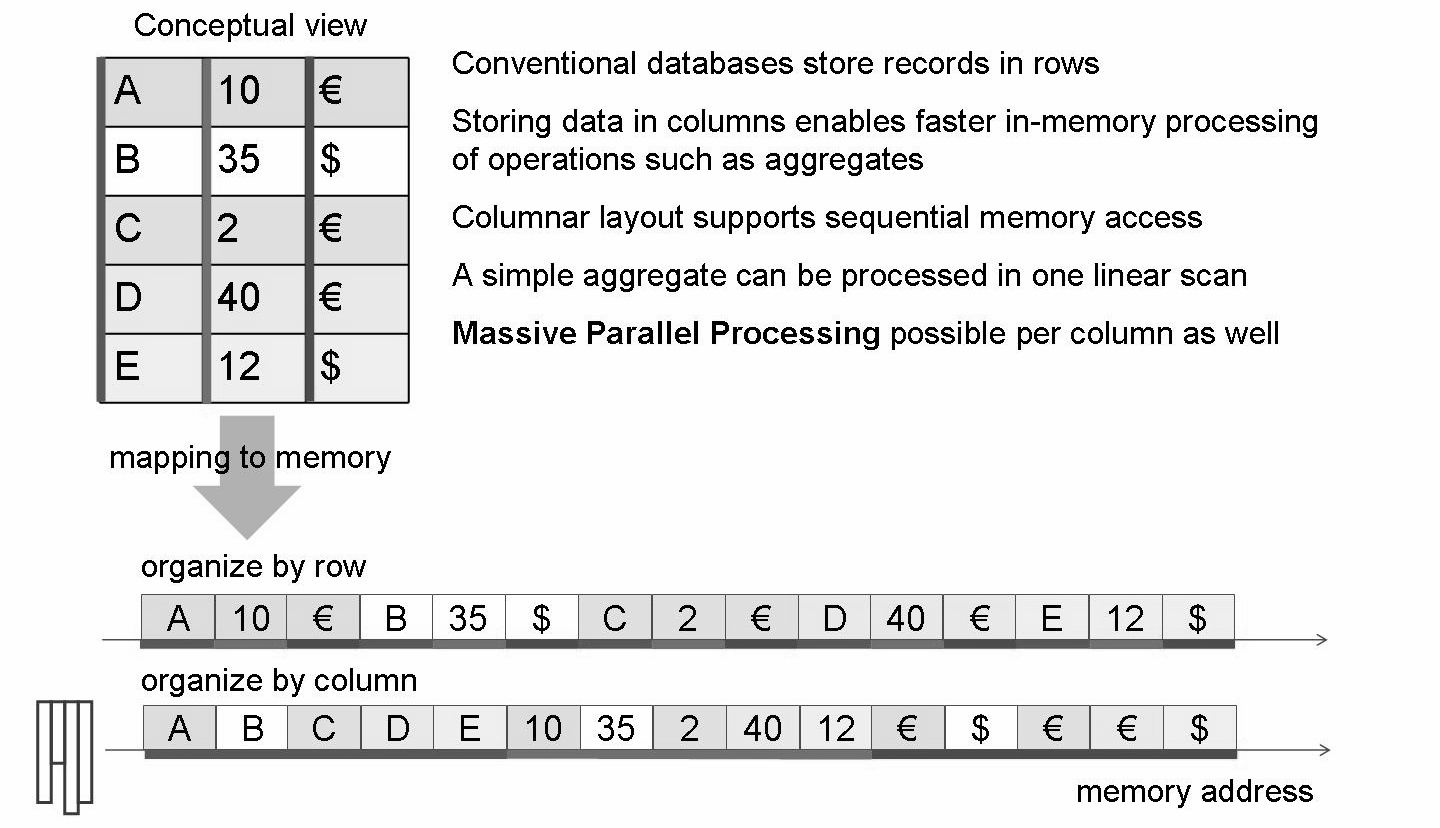 Conceptual view
A 10 €
B 35 $
C 2 €
D 40 €
E 12 $
Conventional databases store records in rows
Storing data in columns enables faster in-memory processing
of operations such as aggregates
Columnar layout supports sequential memory access
A simple aggregate can be processed in one linear scan
Massive Parallel Processing possible per column as well
mapping to memory
organize by row
A 10 € B 35 $ C 2 € D 40 € E 12 $
organize by column
A B C D E 10 35 2 40 12 € $ € € $
memory address